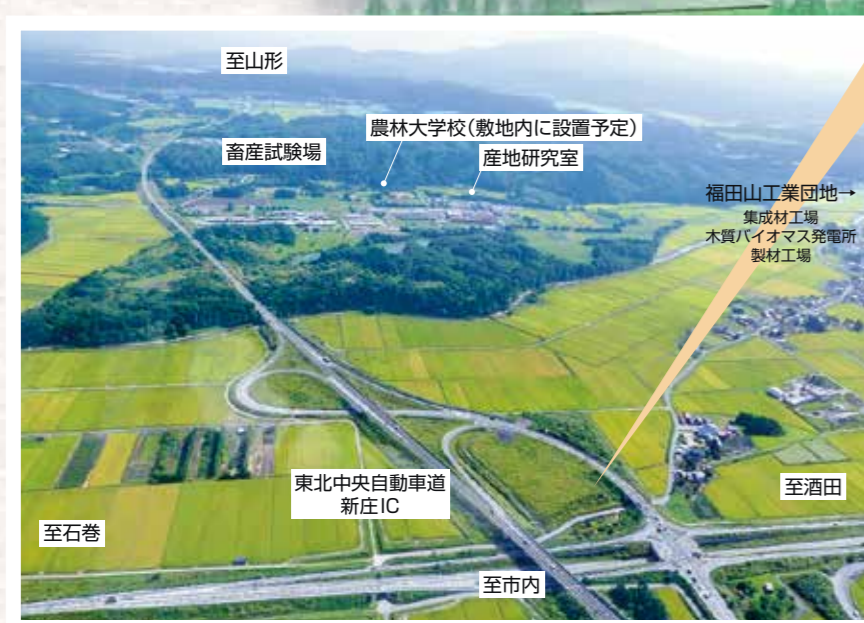 至山形
農林大学校(敷地内に設置予定)
畜産試験場
産地研究室
福田山工業団地→
集成材工場
木質バイオマス発電所
製材工場
東北中央自動車道
新庄IC
至酒田
至石巻
至市内